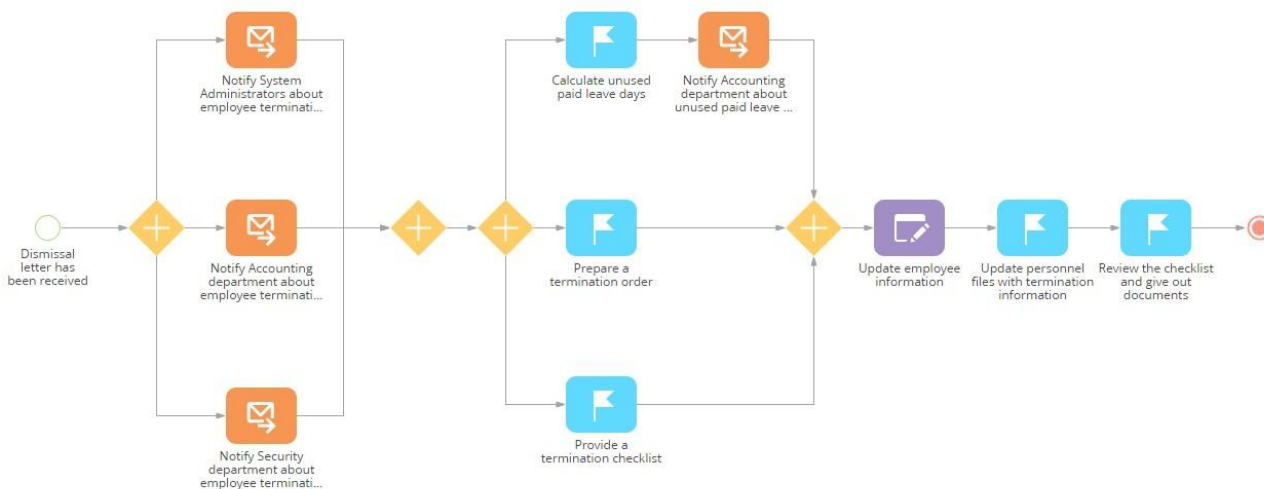 Notify System
Administrators about
employee terminati...
Calculate unused
paid leave days
Notify Accounting
department about
unused paid leave ...
Dismissal
letter has
been received
Notify Accounting
department about
employee terminati...
Prepare a
termination order
Update employee
information
Update personnel
files with termination
information
Review the checklist
and give out
documents
Notify Security
department about
employee terminati...
Provide a
termination checklist